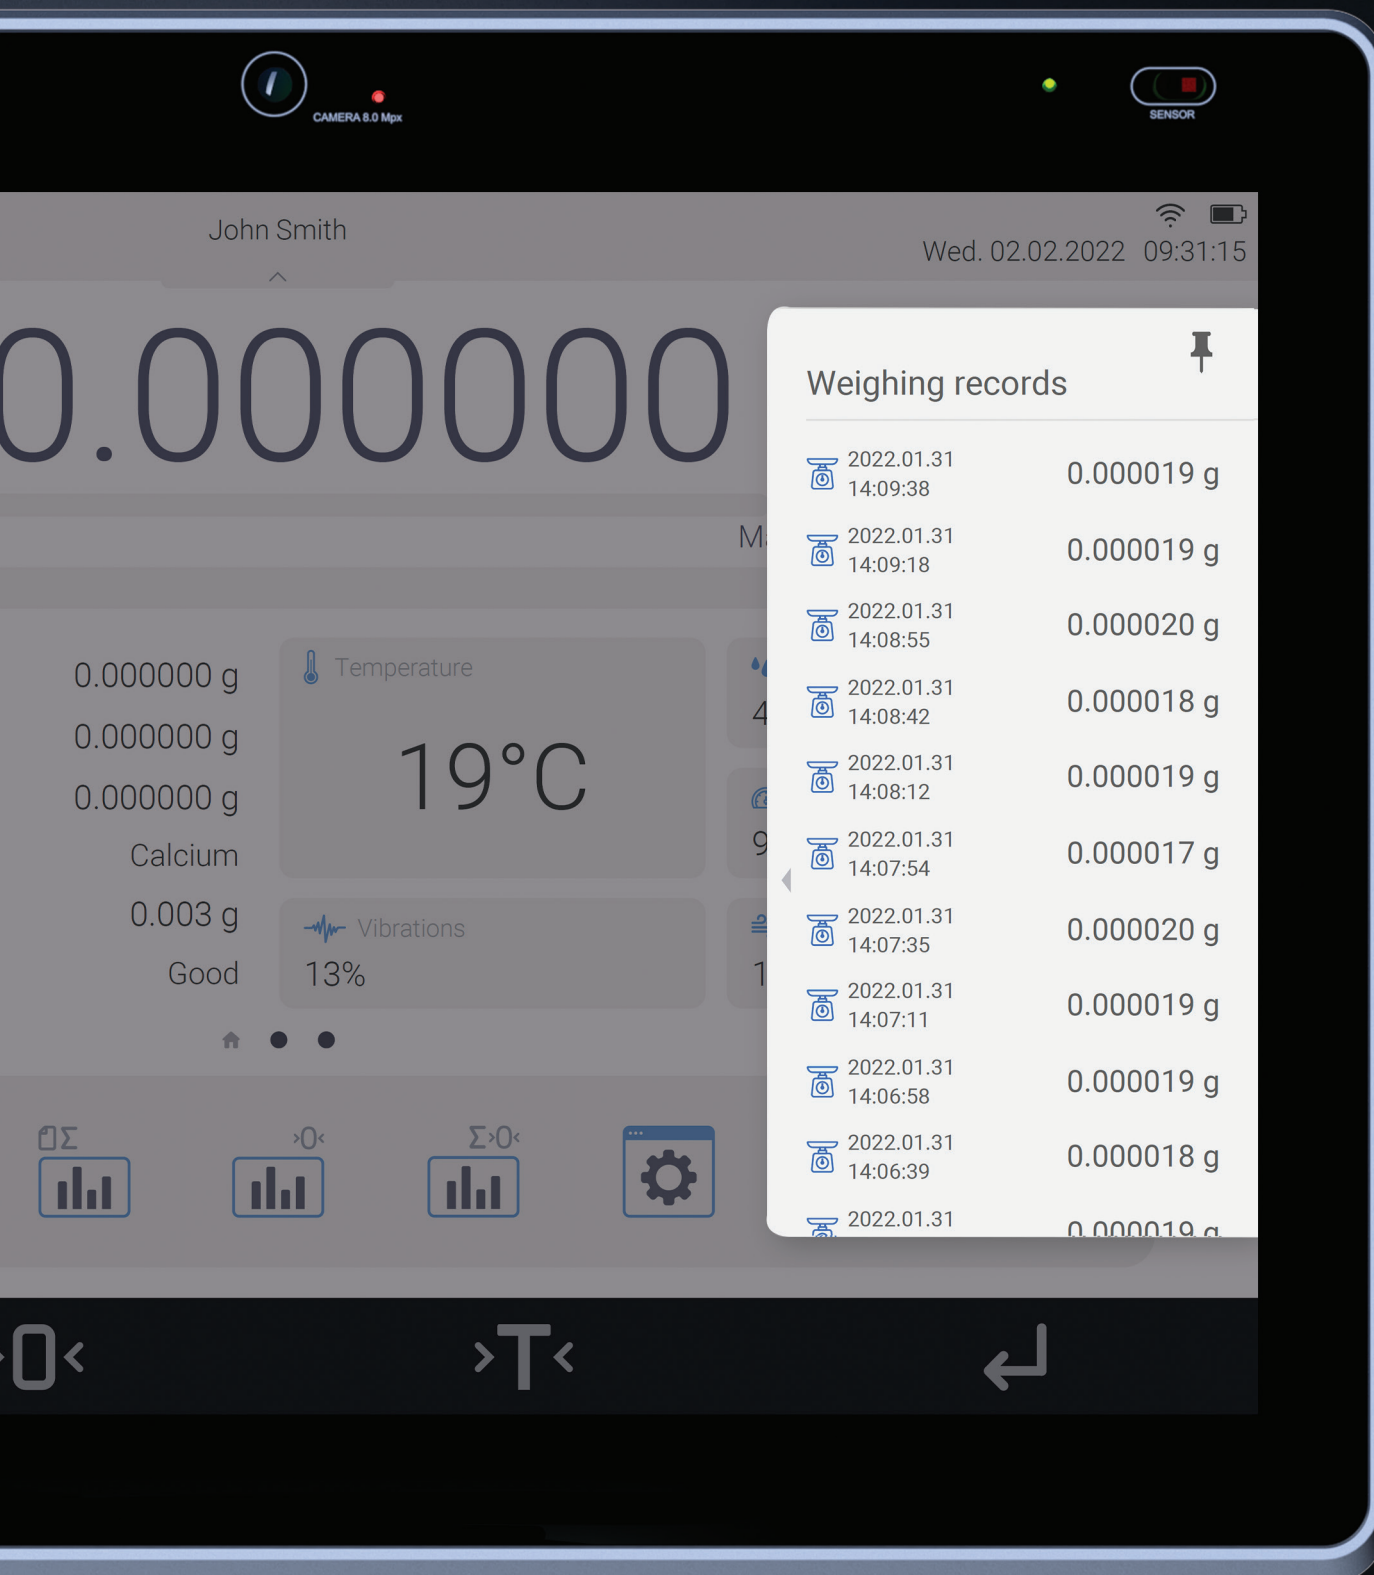 CAMERA 8.0 Mpx
SENSOR
John Smith
Wed. 02.02.2022 09:31:15
0.000000
Weighing records
2022.01.31
14:09:38
0.000019 g
2022.01.31
14:09:18
0.000019 g
2022.01.31
14:08:55
0.000020 g
2022.01.31
14:08:42
0.000018 g
2022.01.31
14:08:12
0.000019 g
2022.01.31
14:07:54
0.000017 g
2022.01.31
14:07:35
0.000020 g
2022.01.31
14:07:11
0.000019 g
2022.01.31
14:06:58
0.000019 g
2022.01.31
14:06:39
0.000018 g
2022.01.31
0.000019 g
0.000000 g
0.000000 g
0.000000 g
Calcium
0.003 g
Good
Temperature
19°C
Vibrations
13%
Σ
>0<
Σ>0<
0<
>T<